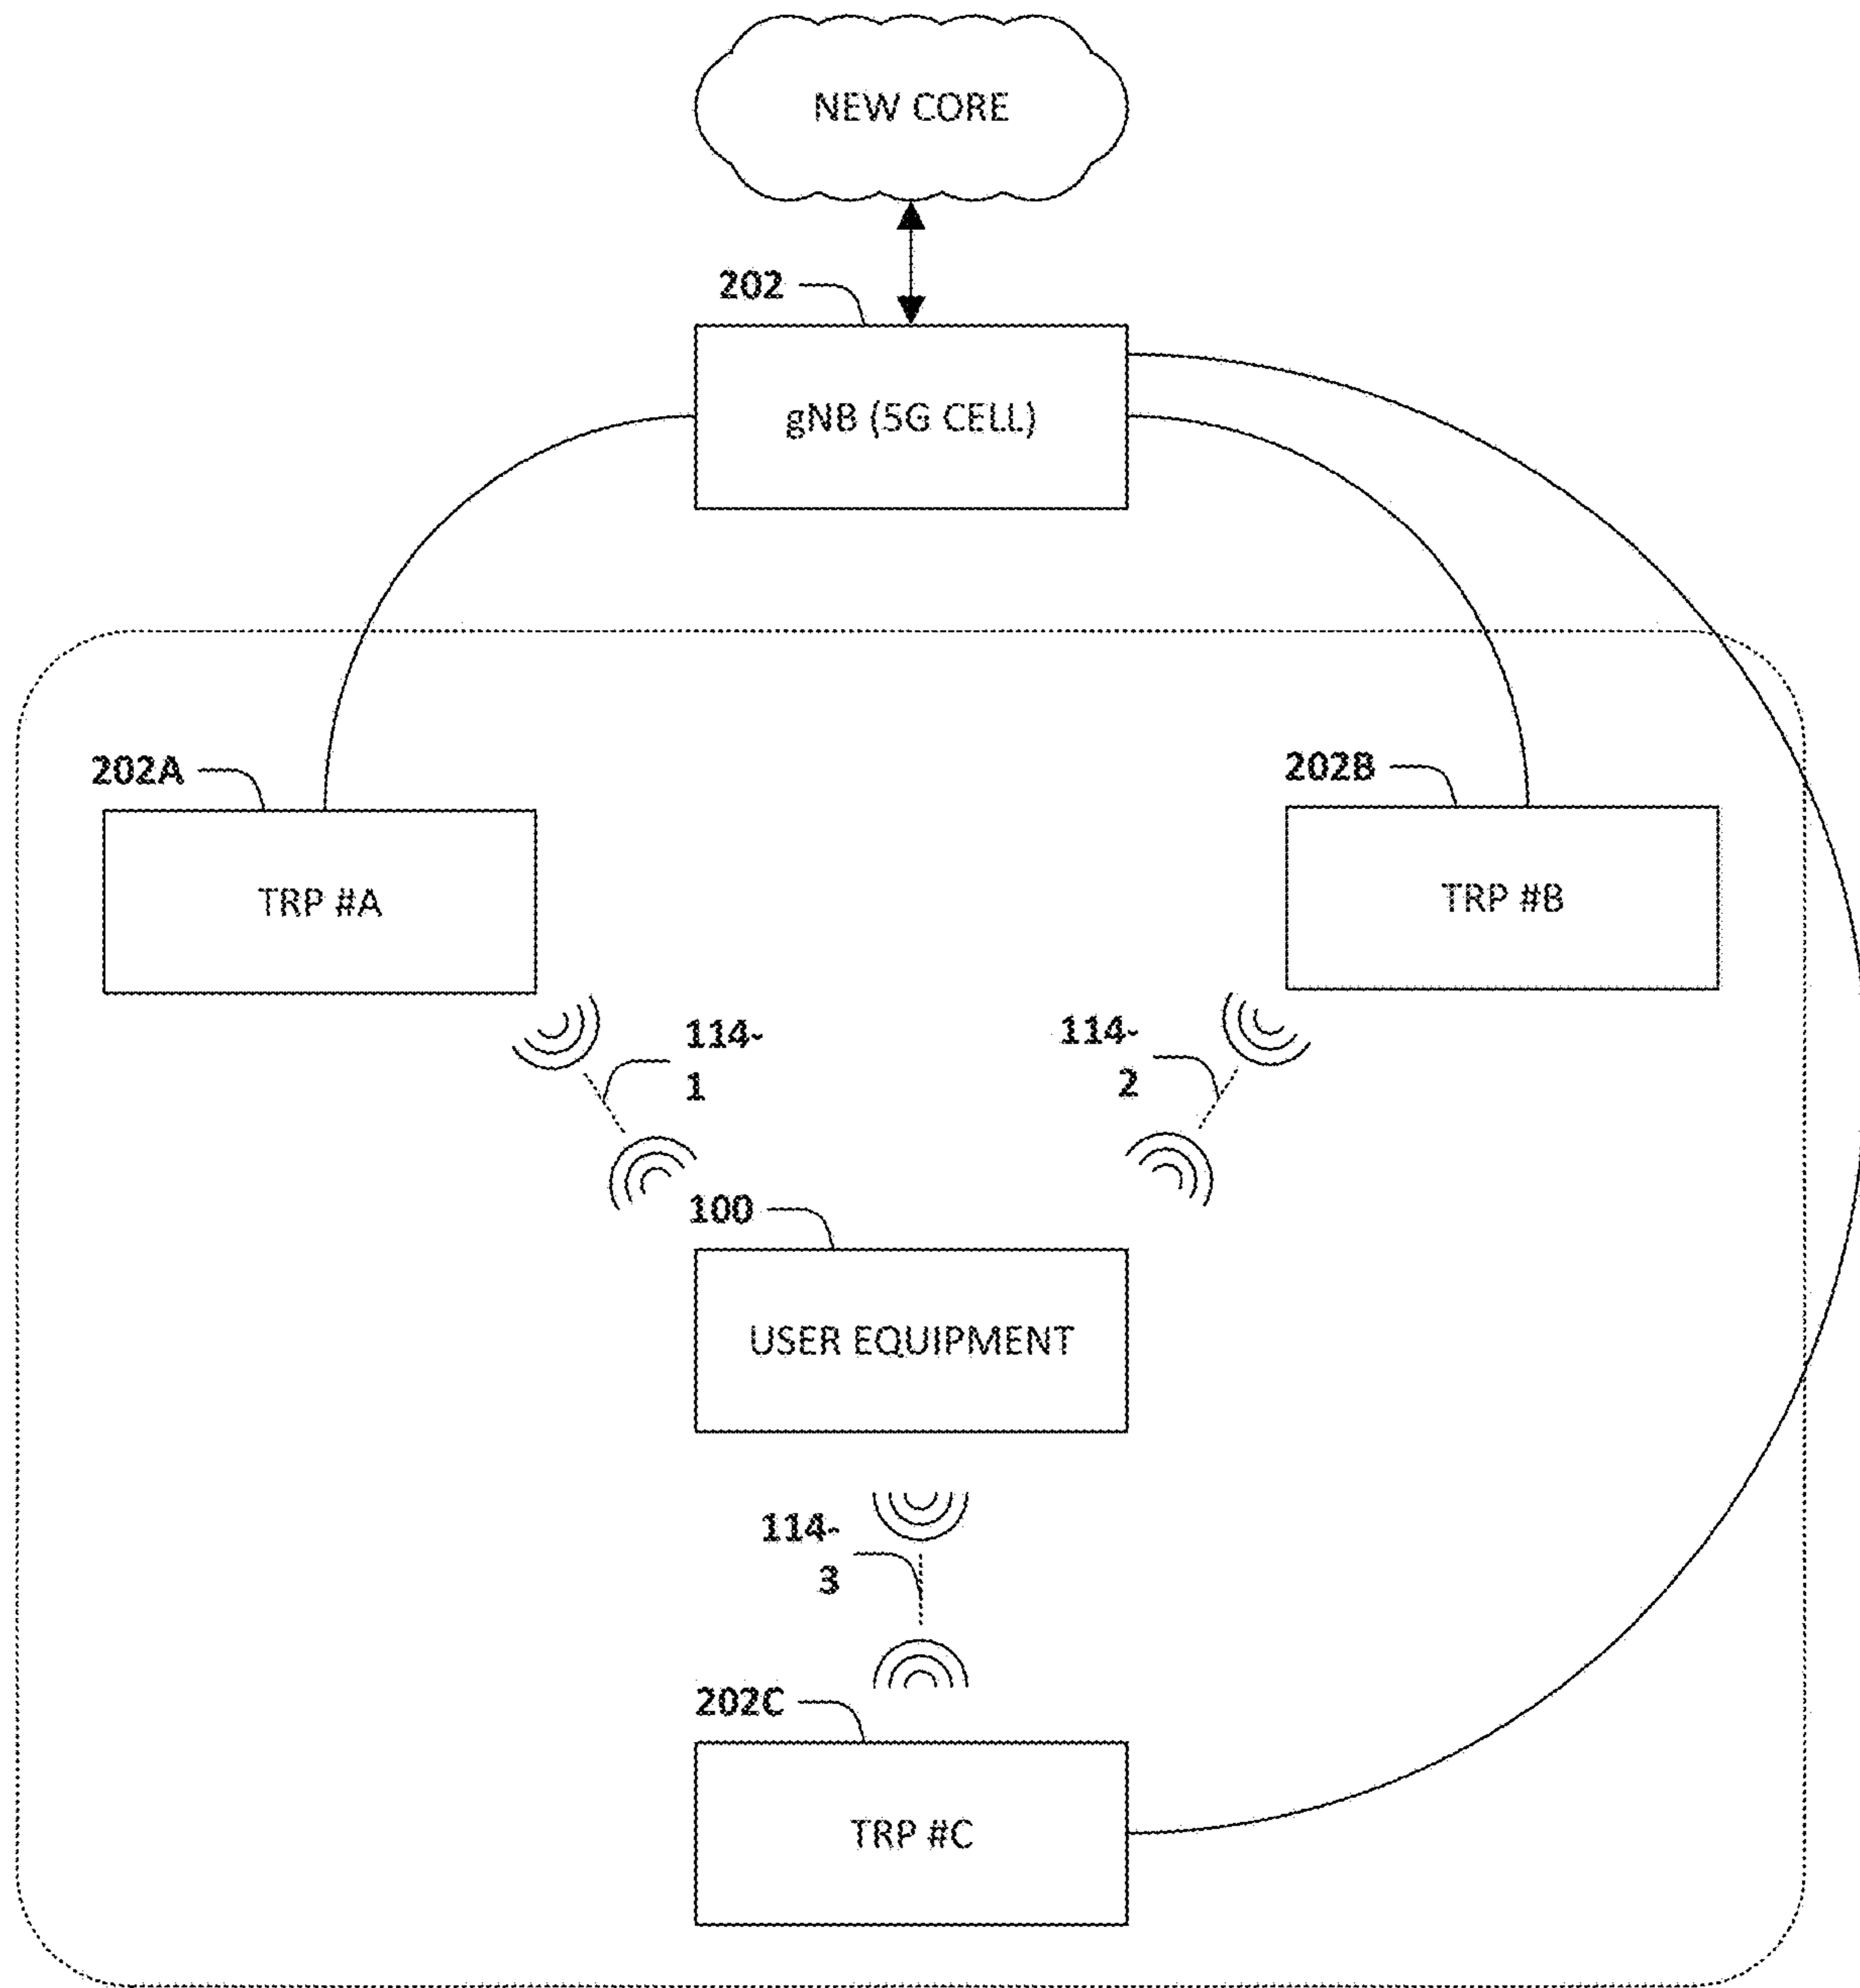 NEW CORE
202
gNB (5G CELL)
202A
202B
TRP #A
TRP #B
114-
1
114-
2
100
USER EQUIPMENT
114-
3
202C
TRP #C